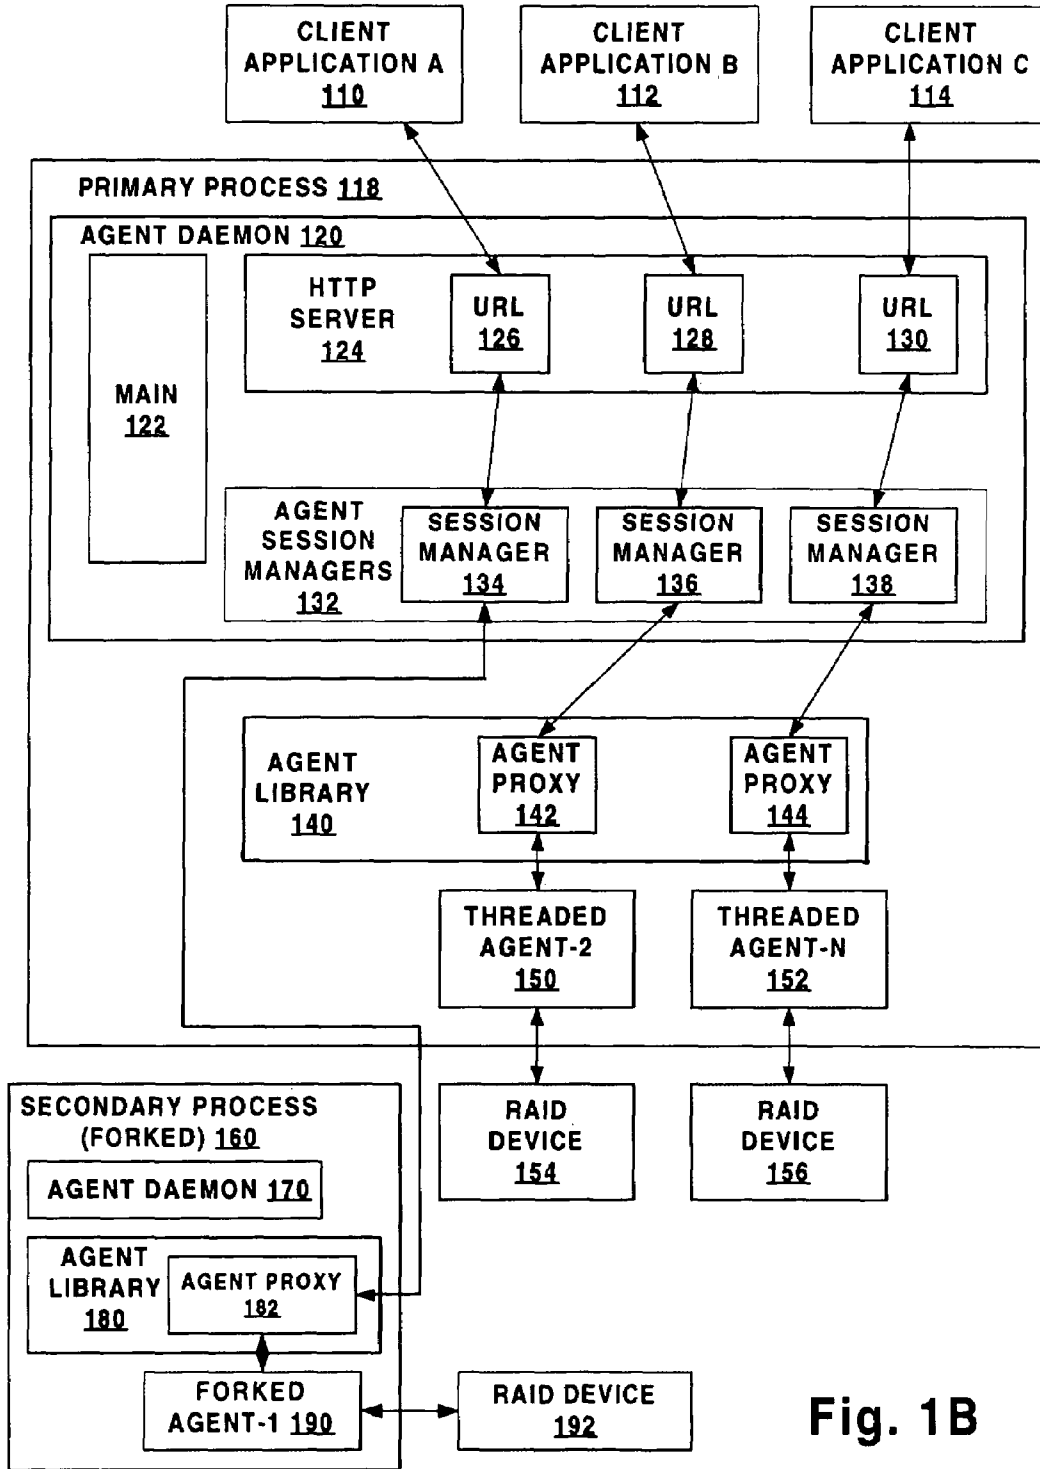 CLIENT
APPLICATION A
110
CLIENT
APPLICATION B
112
CLIENT
APPLICATION C
114
PRIMARY PROCESS 118
AGENT DAEMON 120
MAIN
122
HTTP
SERVER
124
URL
126
URL
128
URL
130
AGENT
SESSION
MANAGERS
132
SESSION
MANAGER
134
SESSION
MANAGER
136
SESSION
MANAGER
138
AGENT
LIBRARY
140
AGENT
PROXY
142
AGENT
PROXY
144
THREADED
AGENT-2
150
THREADED
AGENT-N
152
RAID
DEVICE
154
RAID
DEVICE
156
SECONDARY PROCESS
(FORKED) 160
AGENT DAEMON 170
AGENT
LIBRARY
180
AGENT PROXY
182
FORKED
AGENT-1 190
RAID DEVICE
192
Fig. 1B